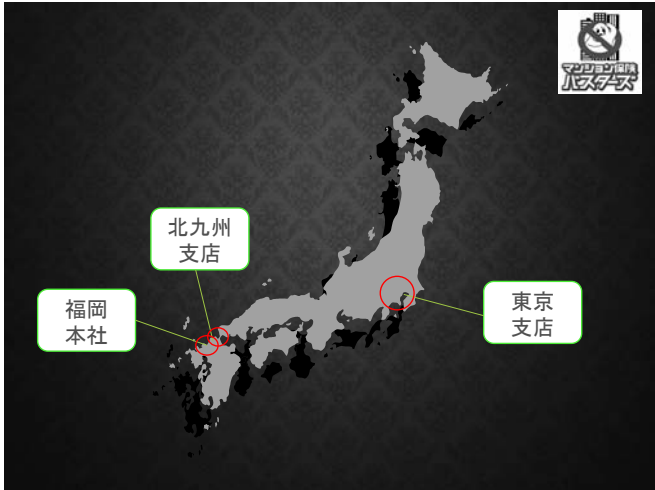 マンション保険
バスターズ
北九州
支店
福岡
本社
東京
支店